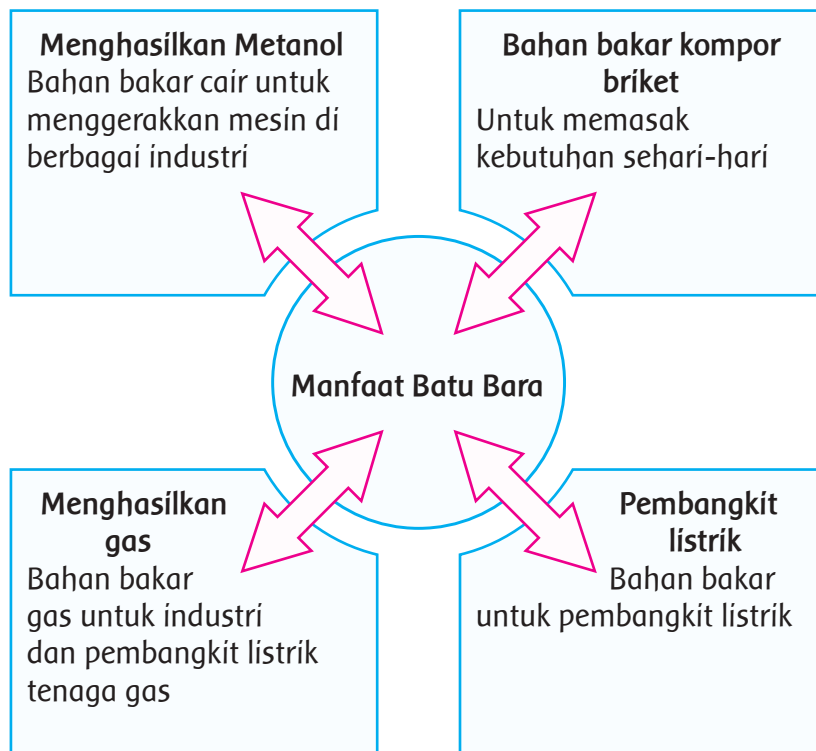 Menghasilkan Metanol
Bahan bakar cair untuk
menggerakkan mesin di
berbagai industri
Bahan bakar kompor
briket
Untuk memasak
kebutuhan sehari-hari
Manfaat Batu Bara
Menghasilkan
gas
Bahan bakar
gas untuk industri
dan pembangkit listrik
tenaga gas
Pembangkit
listrik
Bahan bakar
untuk pembangkit listrik